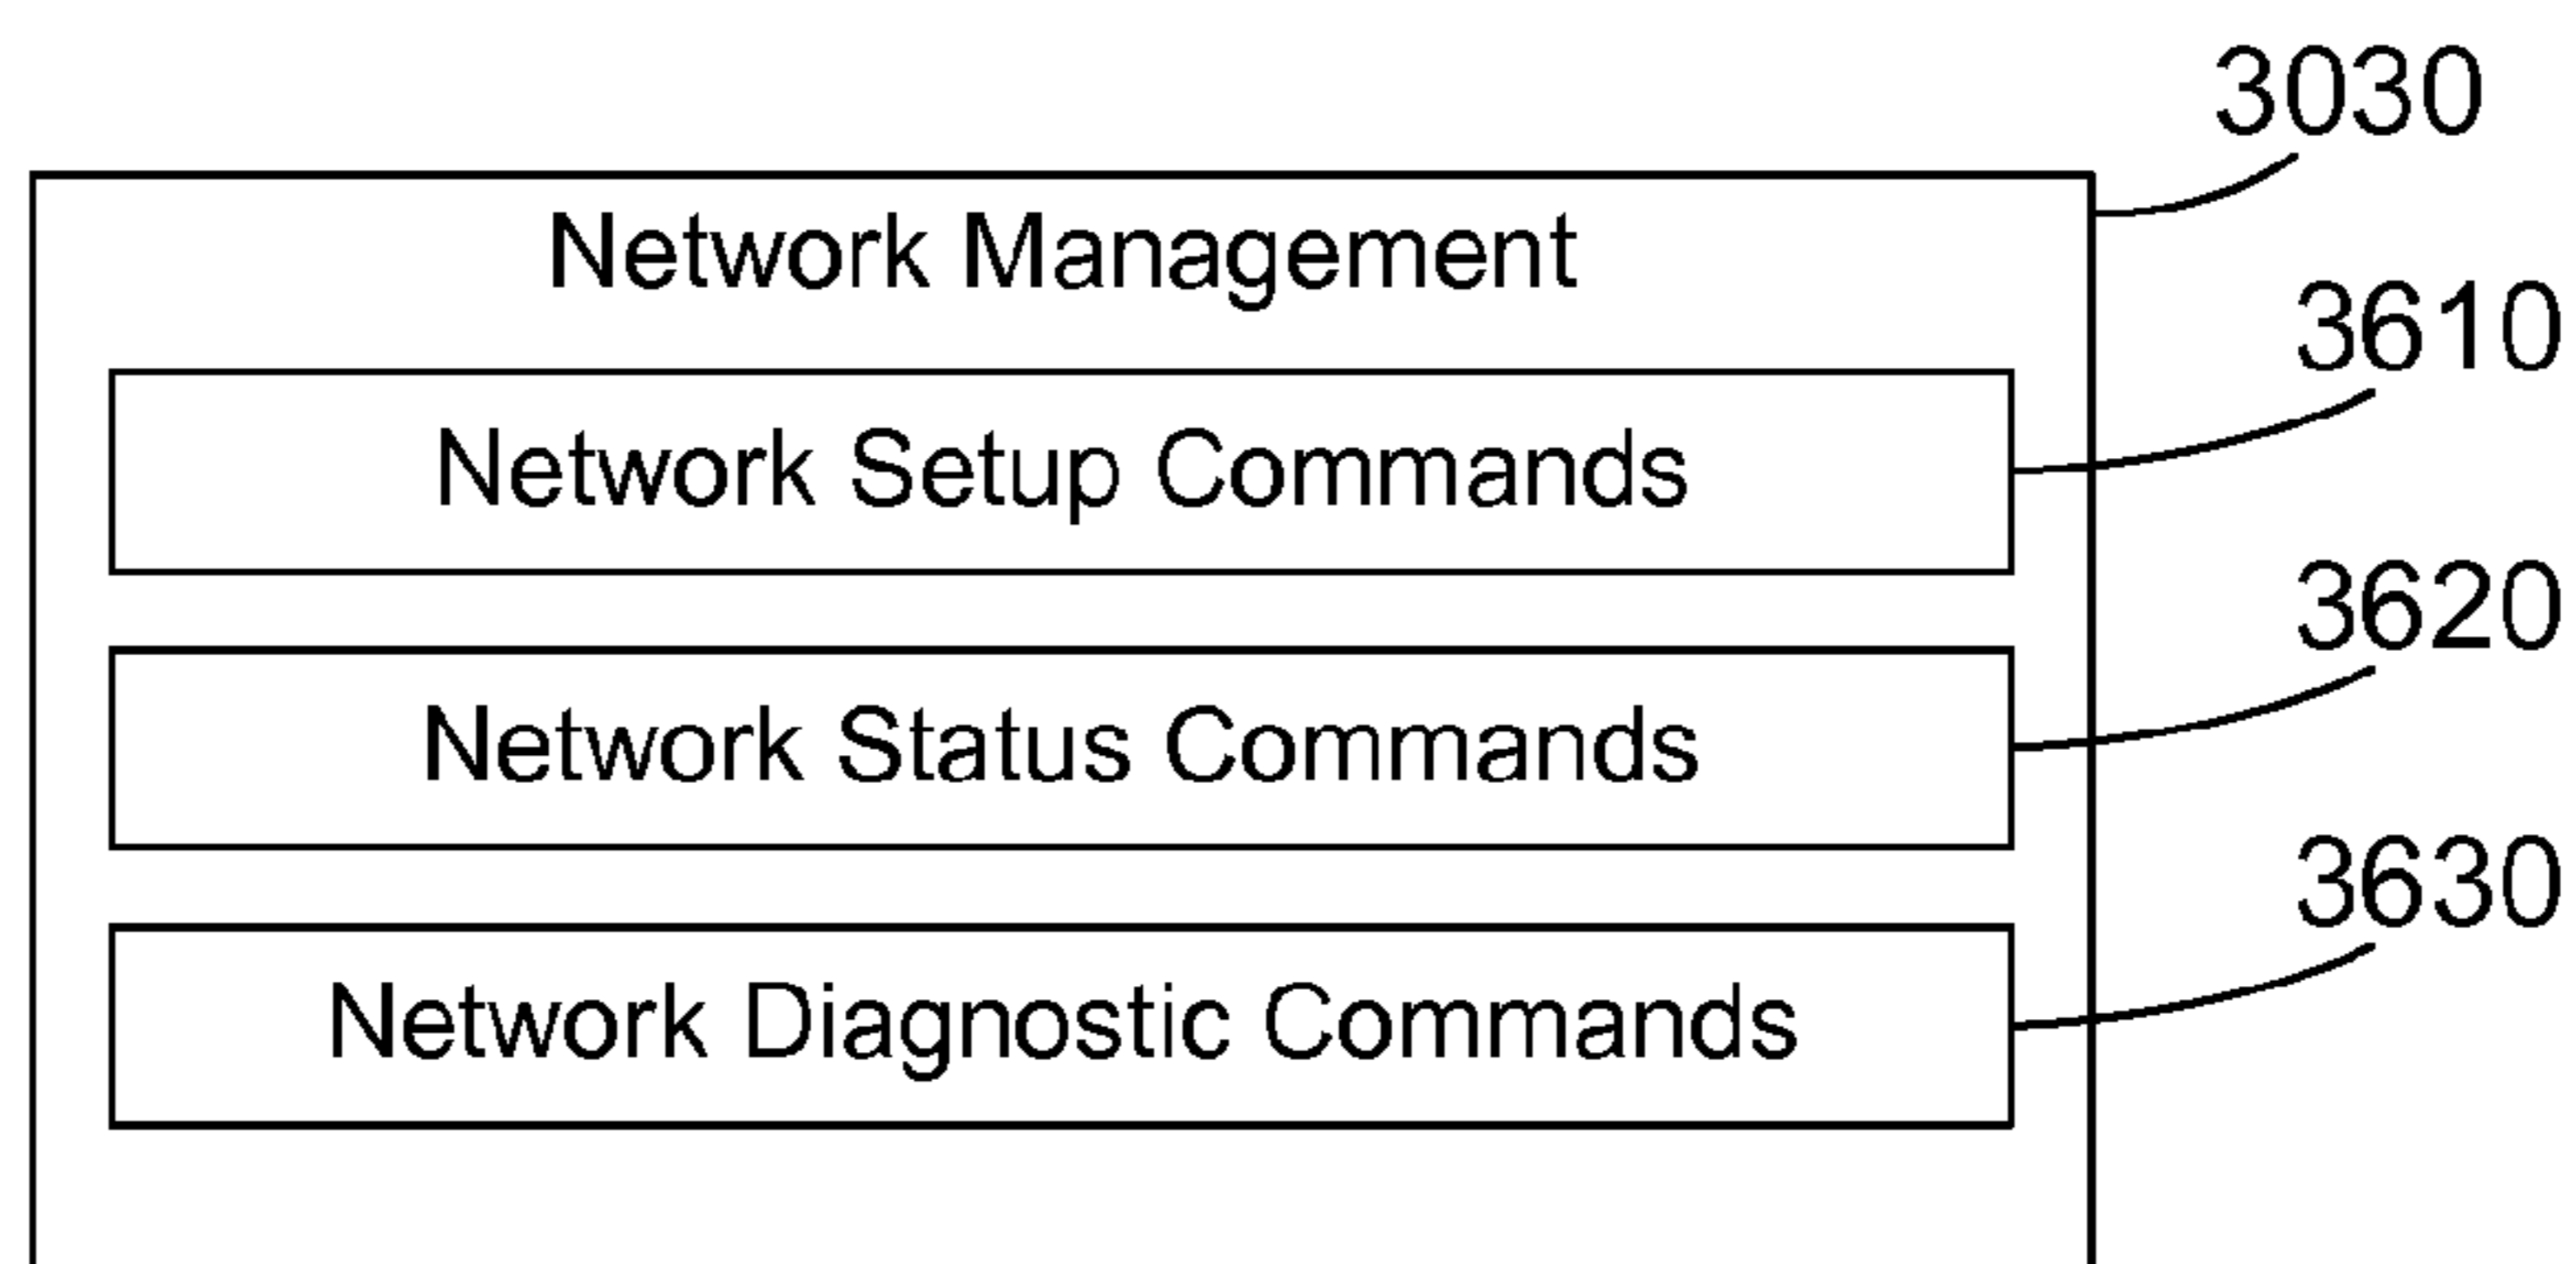 3030
Network Management
3610
Network Setup Commands
3620
Network Status Commands
3630
Network Diagnostic Commands